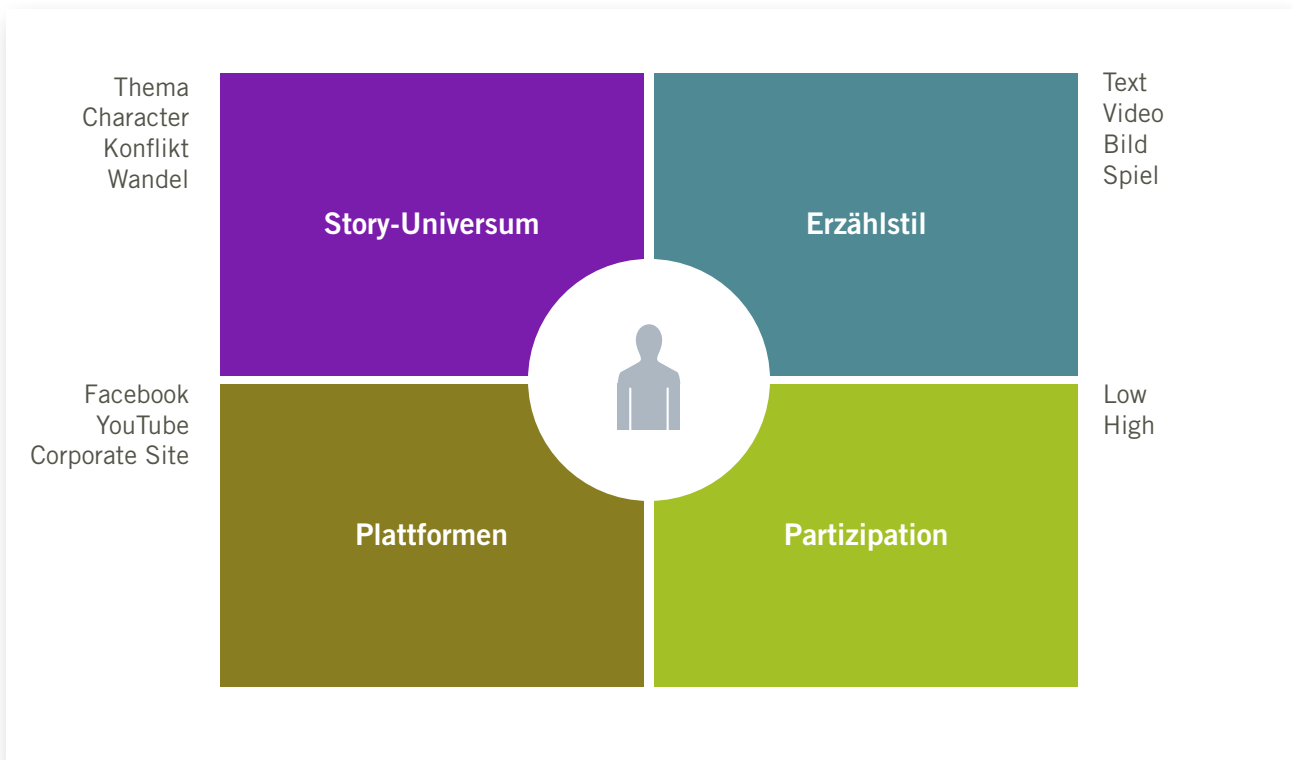 Thema
Character
Konflikt
Wandel
Story-Universum
Erzählstil
Text
Video
Bild
Spiel
Facebook
YouTube
Corporate Site
Plattformen
Partizipation
Low
High